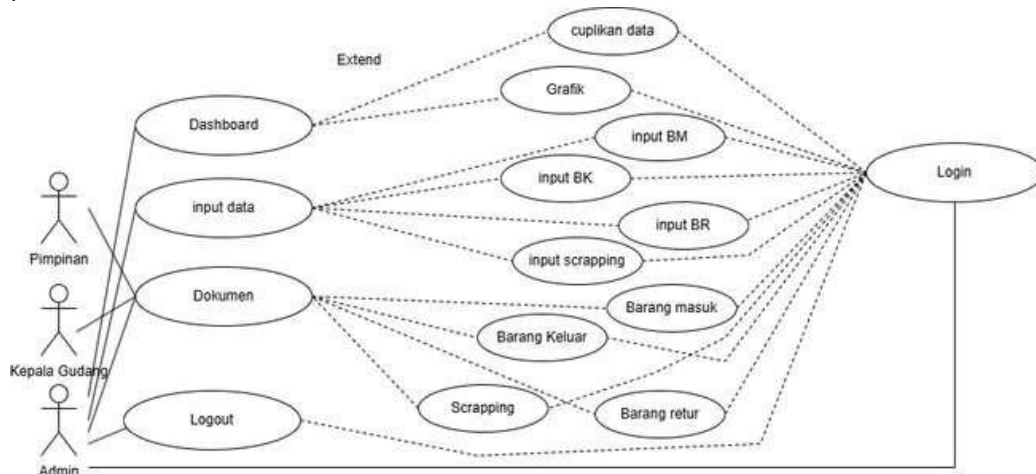 cuplikan data
Extend
Grafik
Dashboard
input BM
input BK
Login
input data
input BR
Pimpinan
input scrapping
Dokumen
Barang masuk
Barang Keluar
Kepala Gudang
Scrapping
Barang retur
Logout
Admin